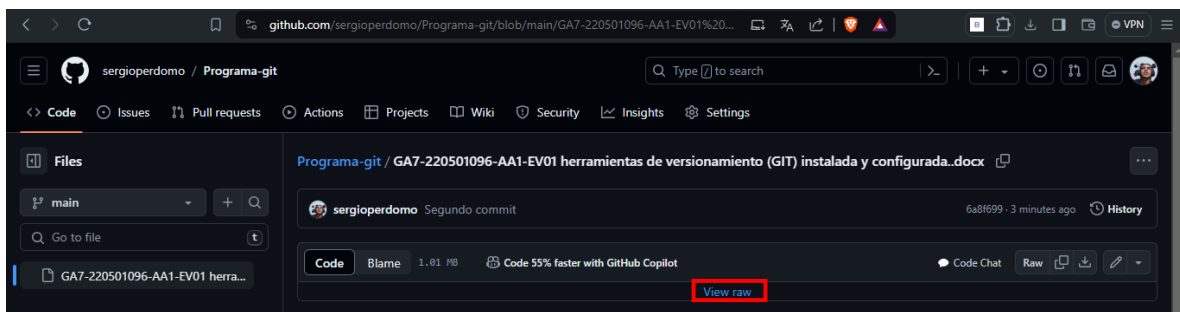 github.com/sergioperdomo/Programa-git/blob/main/GA7-220501096-AA1-EV01%20... VPN
sergioperdomo / Programa-git Type / to search
Code Issues Pull requests Actions Projects Wiki Security Insights Settings
Files Programa-git / GA7-220501096-AA1-EV01 herramientas de versionamiento (GIT) instalada y configurada..docx
main sergioperdomo Segundo commit 6a8f699 · 3 minutes ago History
Go to file t
Code Blame 1.01 MB Code 55% faster with GitHub Copilot Code Chat Raw
GA7-220501096-AA1-EV01 herra...
View raw